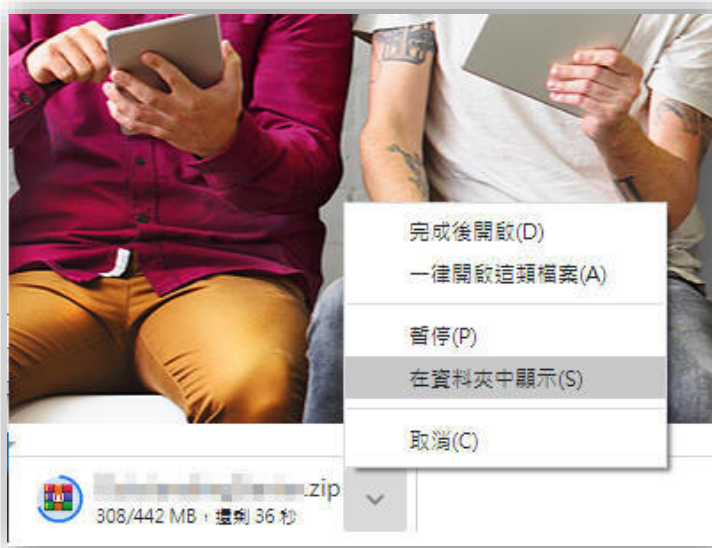 完成後開啟(D)
一律開啟這類檔案(A)
暫停(P)
在資料夾中顯示(S)
取消(C)
.zip
308/442 MB，還剩 36 秒